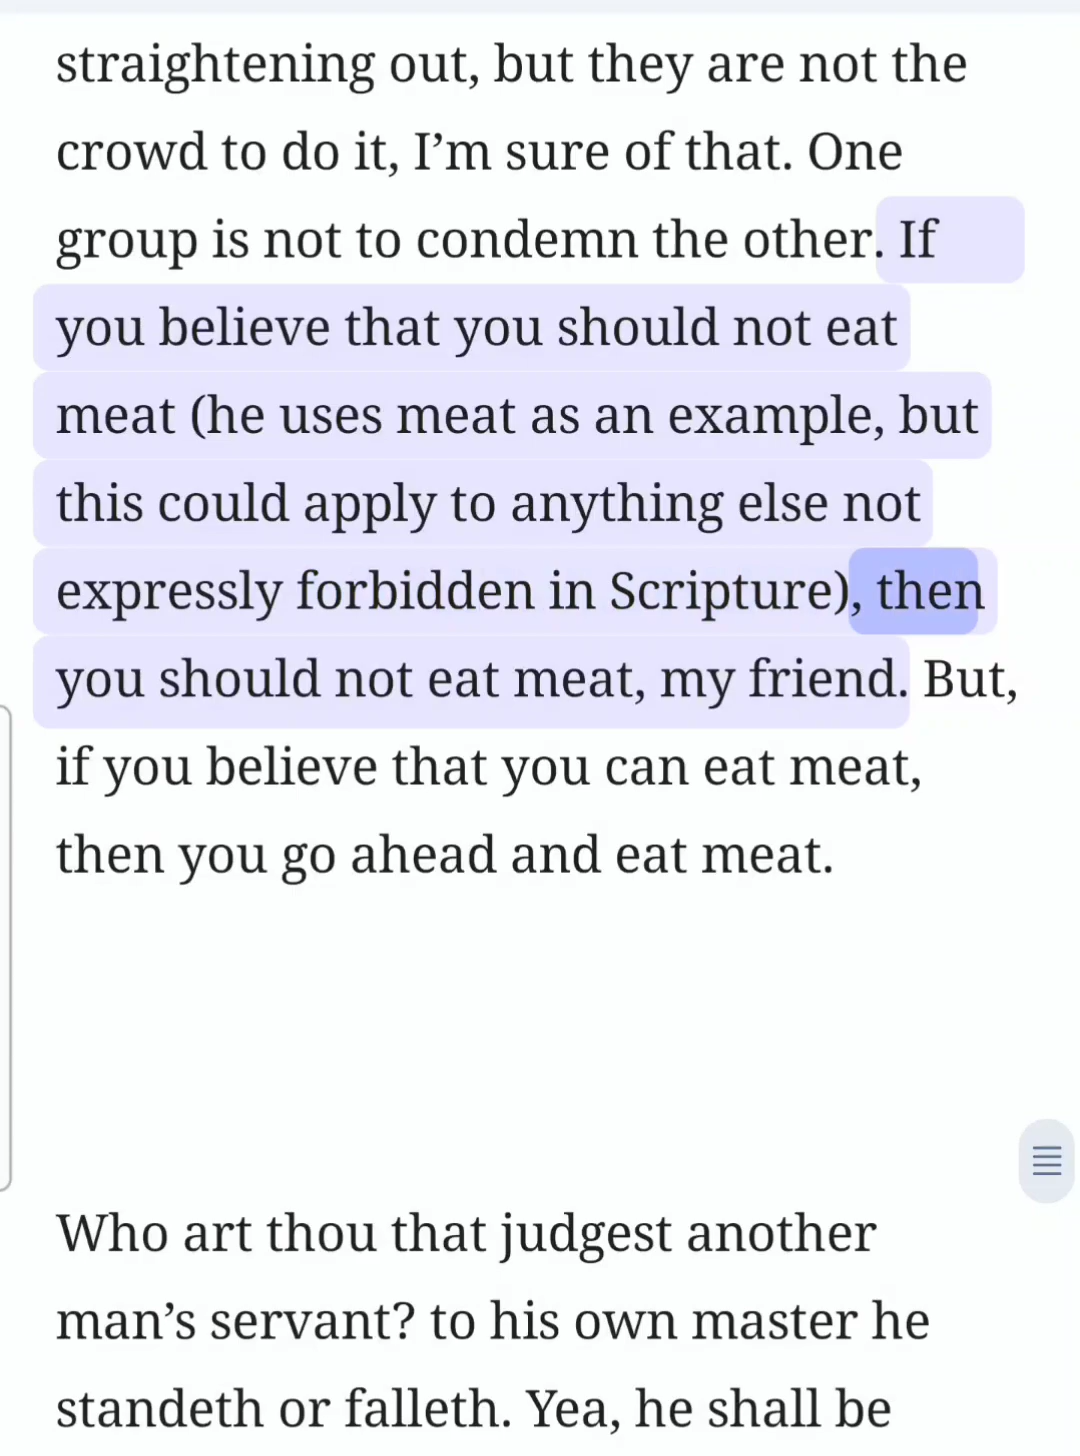 straightening out, but they are not the
crowd to do it, I’m sure of that. One
group is not to condemn the other. If
you believe that you should not eat
meat (he uses meat as an example, but
this could apply to anything else not
expressly forbidden in Scripture), then
you should not eat meat, my friend. But,
if you believe that you can eat meat,
then you go ahead and eat meat.
Who art thou that judgest another
man’s servant? to his own master he
standeth or falleth. Yea, he shall be